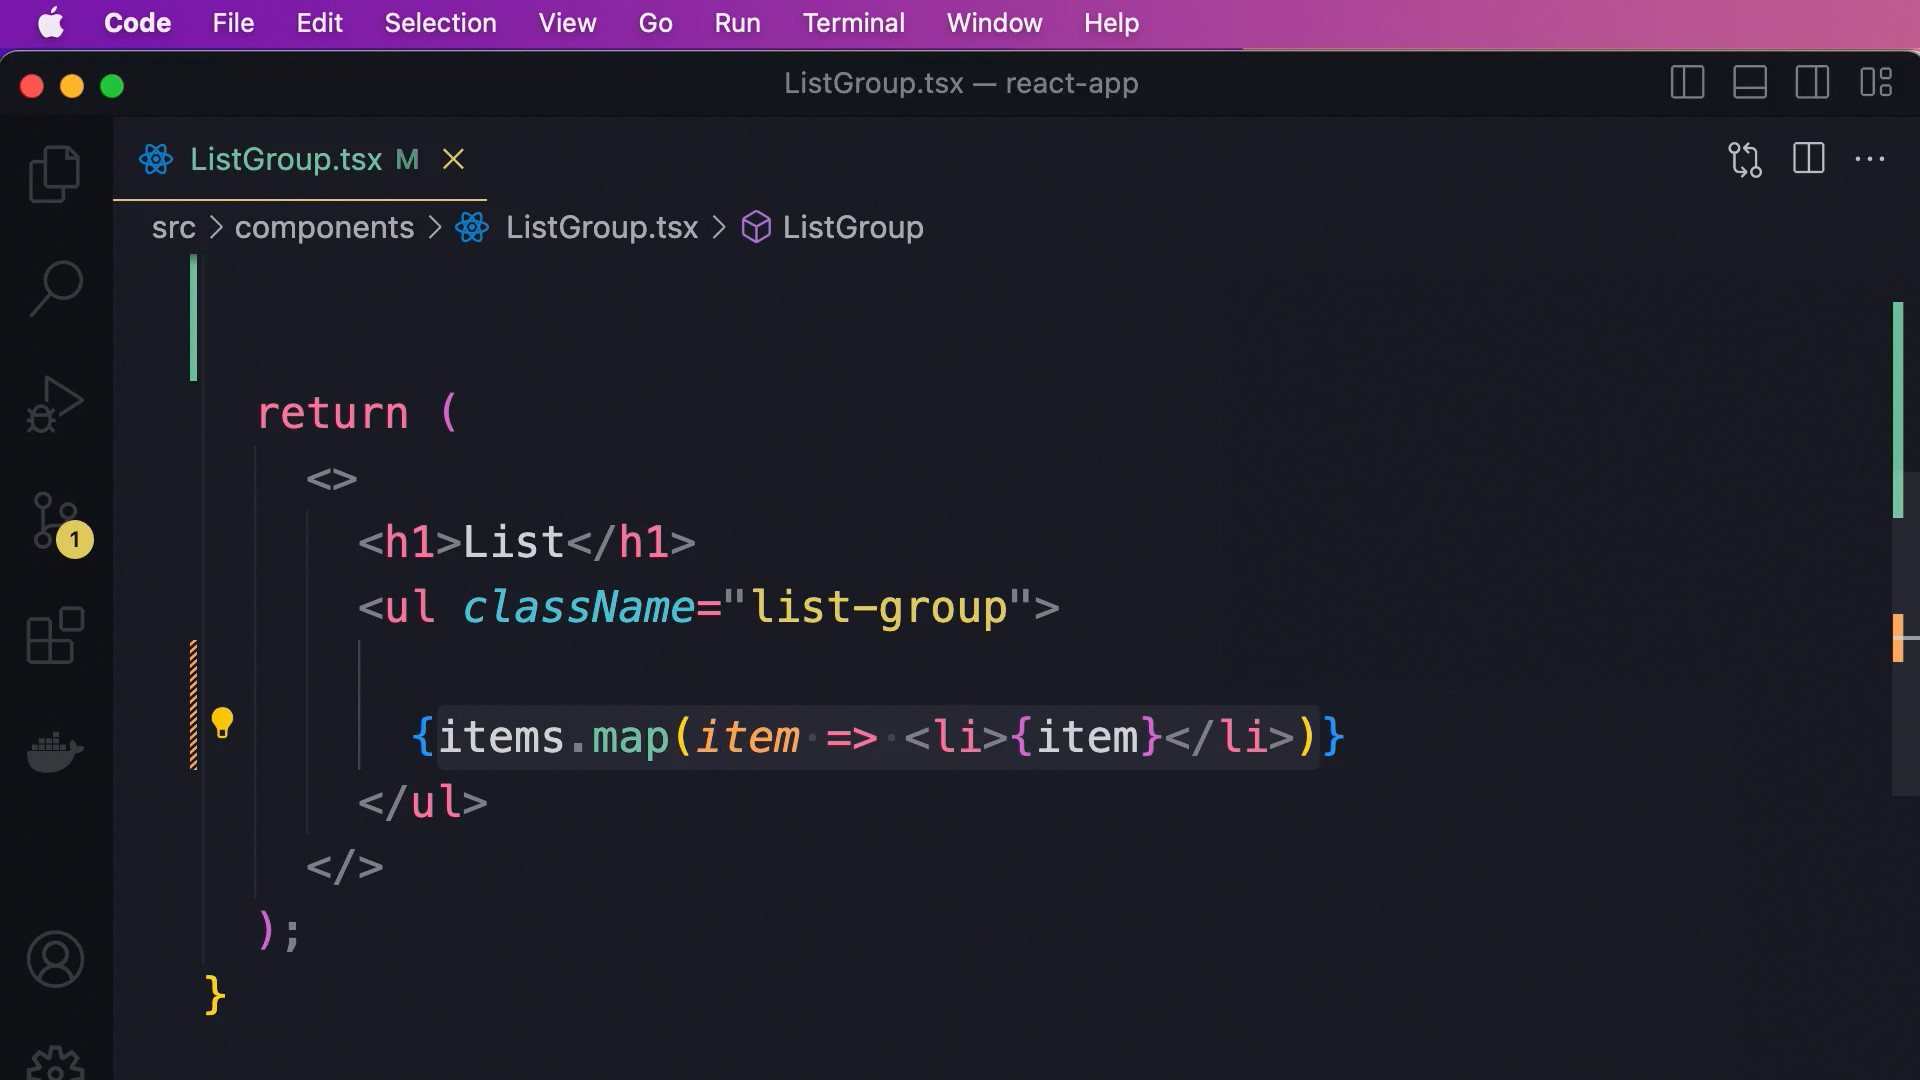 Code File Edit Selection View Go Run Terminal Window Help
ListGroup.tsx — react-app
ListGroup.tsx M
src > components > ListGroup.tsx > ListGroup
return (
<>
<h1>List</h1>
<ul className="list-group">
{items.map(item => <li>{item}</li>)}
</ul>
</>
);
}
1